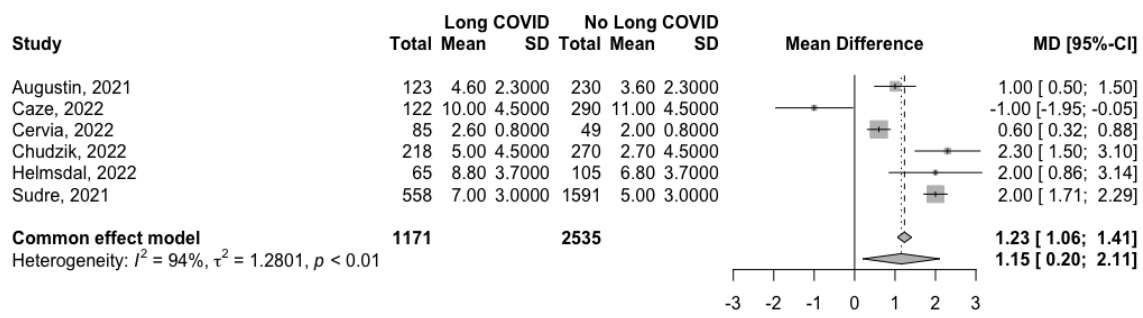 Long COVID No Long COVID
Study Total Mean SD Total Mean SD Mean Difference MD [95%-CI]
Augustin, 2021 123 4.60 2.3000 230 3.60 2.3000 1.00 [ 0.50; 1.50]
Caze, 2022 122 10.00 4.5000 290 11.00 4.5000 -1.00 [-1.95; -0.05]
Cervia, 2022 85 2.60 0.8000 49 2.00 0.8000 0.60 [ 0.32; 0.88]
Chudzik, 2022 218 5.00 4.5000 270 2.70 4.5000 2.30 [ 1.50; 3.10]
Helmsdal, 2022 65 8.80 3.7000 105 6.80 3.7000 2.00 [ 0.86; 3.14]
Sudre, 2021 558 7.00 3.0000 1591 5.00 3.0000 2.00 [ 1.71; 2.29]
Common effect model 1171 2535 1.23 [ 1.06; 1.41]
Heterogeneity: I² = 94%, τ² = 1.2801, p < 0.01 1.15 [ 0.20; 2.11]
-3 -2 -1 0 1 2 3